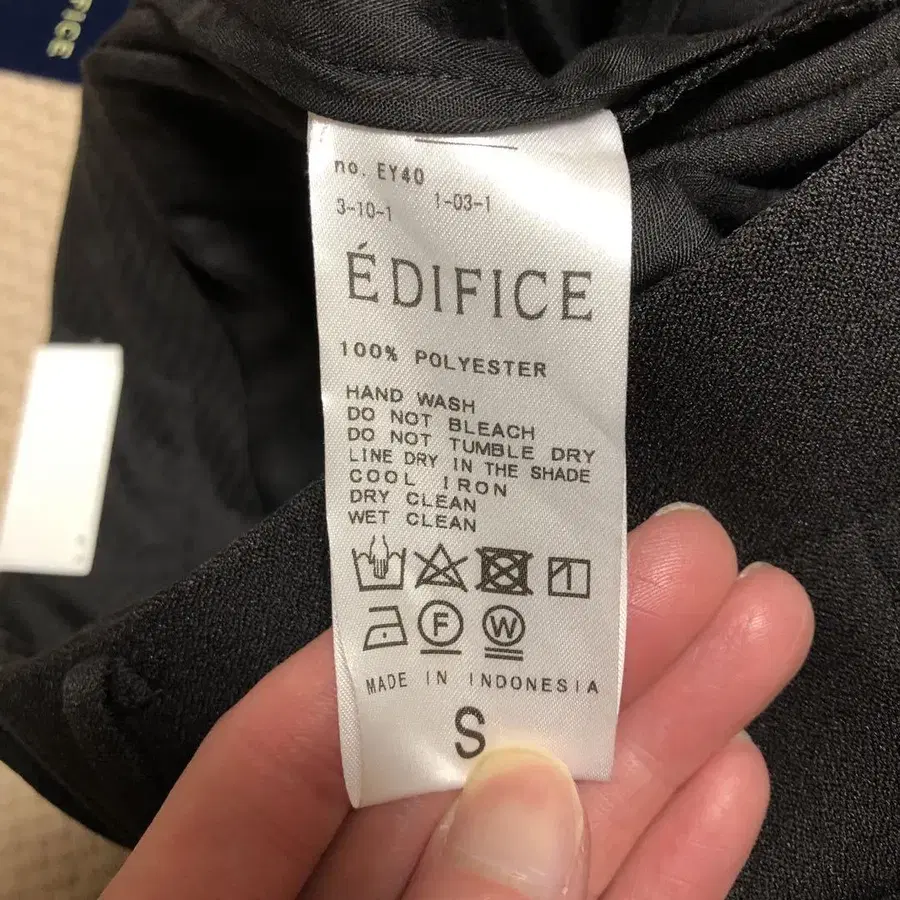 FICE
no. EY40
3-10-1 1-03-1
ÉDIFICE
100% POLYESTER
HAND WASH
DO NOT BLEACH
DO NOT TUMBLE DRY
LINE DRY IN THE SHADE
COOL IRON
DRY CLEAN
WET CLEAN
F W
MADE IN INDONESIA
S